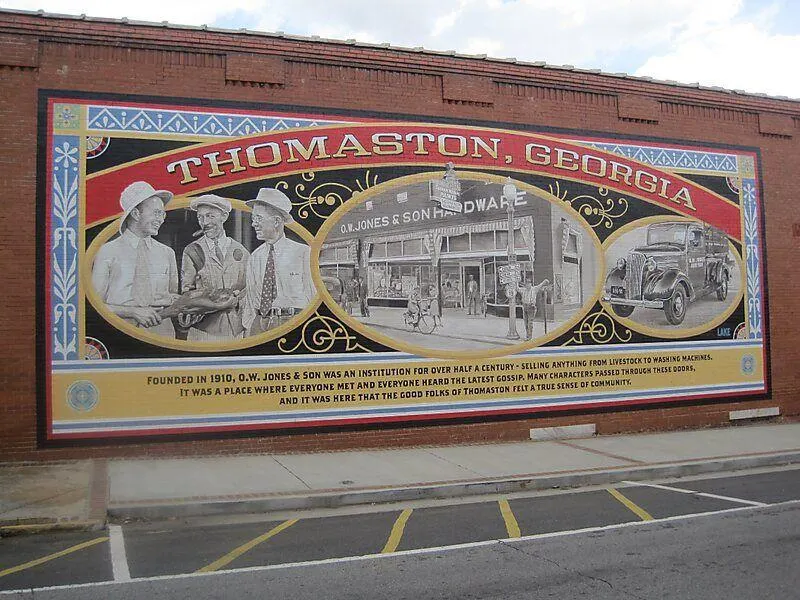 THOMASTON, GEORGIA
O.W. JONES & SON HARDWARE
LAKE
FOUNDED IN 1910, O.W. JONES & SON WAS AN INSTITUTION FOR OVER HALF A CENTURY - SELLING ANYTHING FROM LIVESTOCK TO WASHING MACHINES.
IT WAS A PLACE WHERE EVERYONE MET AND EVERYONE HEARD THE LATEST GOSSIP. MANY CHARACTERS PASSED THROUGH THESE DOORS,
AND IT WAS HERE THAT THE GOOD FOLKS OF THOMASTON FELT A TRUE SENSE OF COMMUNITY.